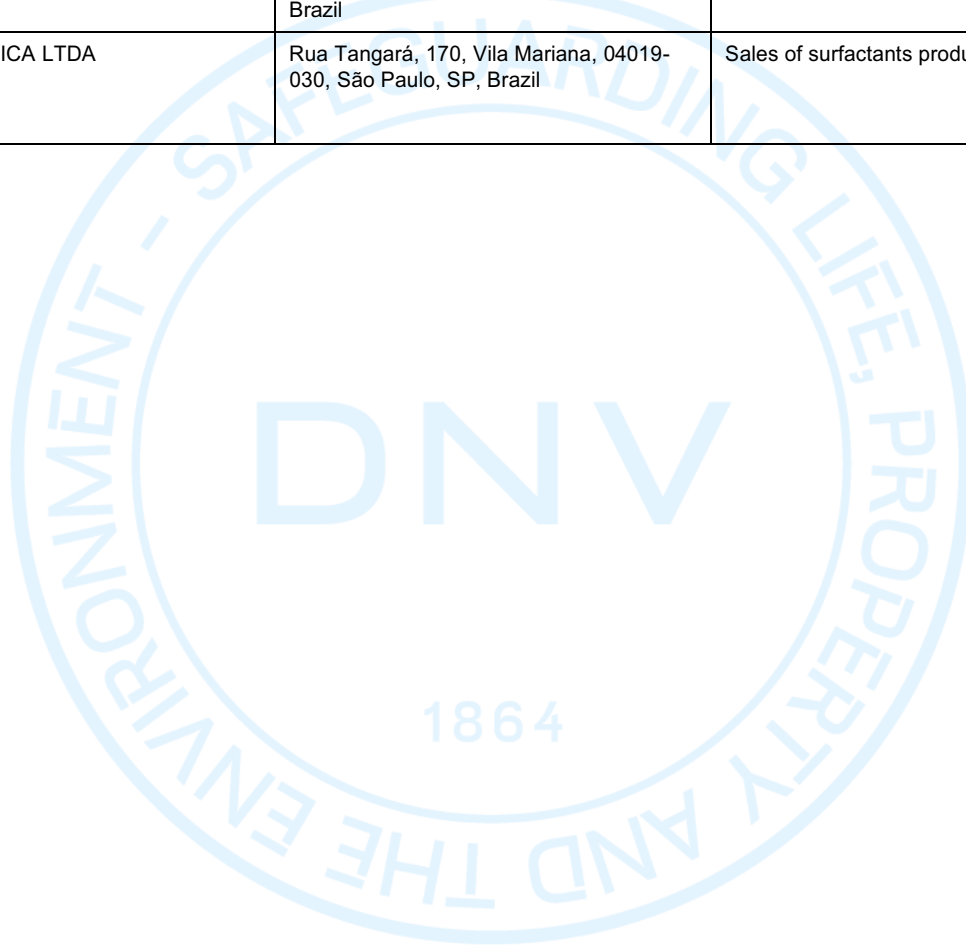 Brazil
ICA LTDA
Rua Tangará, 170, Vila Mariana, 04019-
030, São Paulo, SP, Brazil
Sales of surfactants
SAFEGUARDING LIFE, PROPERTY AND THE ENVIRONMENT -
DNV
1864